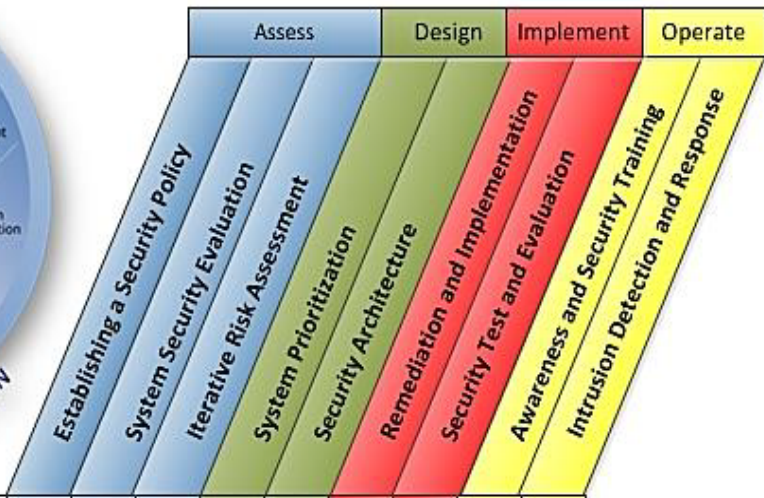 Assess
Design
Implement
Operate
Establishing a Security Policy
System Security Evaluation
Iterative Risk Assessment
System Prioritization
Security Architecture
Remediation and Implementation
Security Test and Evaluation
Awareness and Security Training
Intrusion Detection and Response